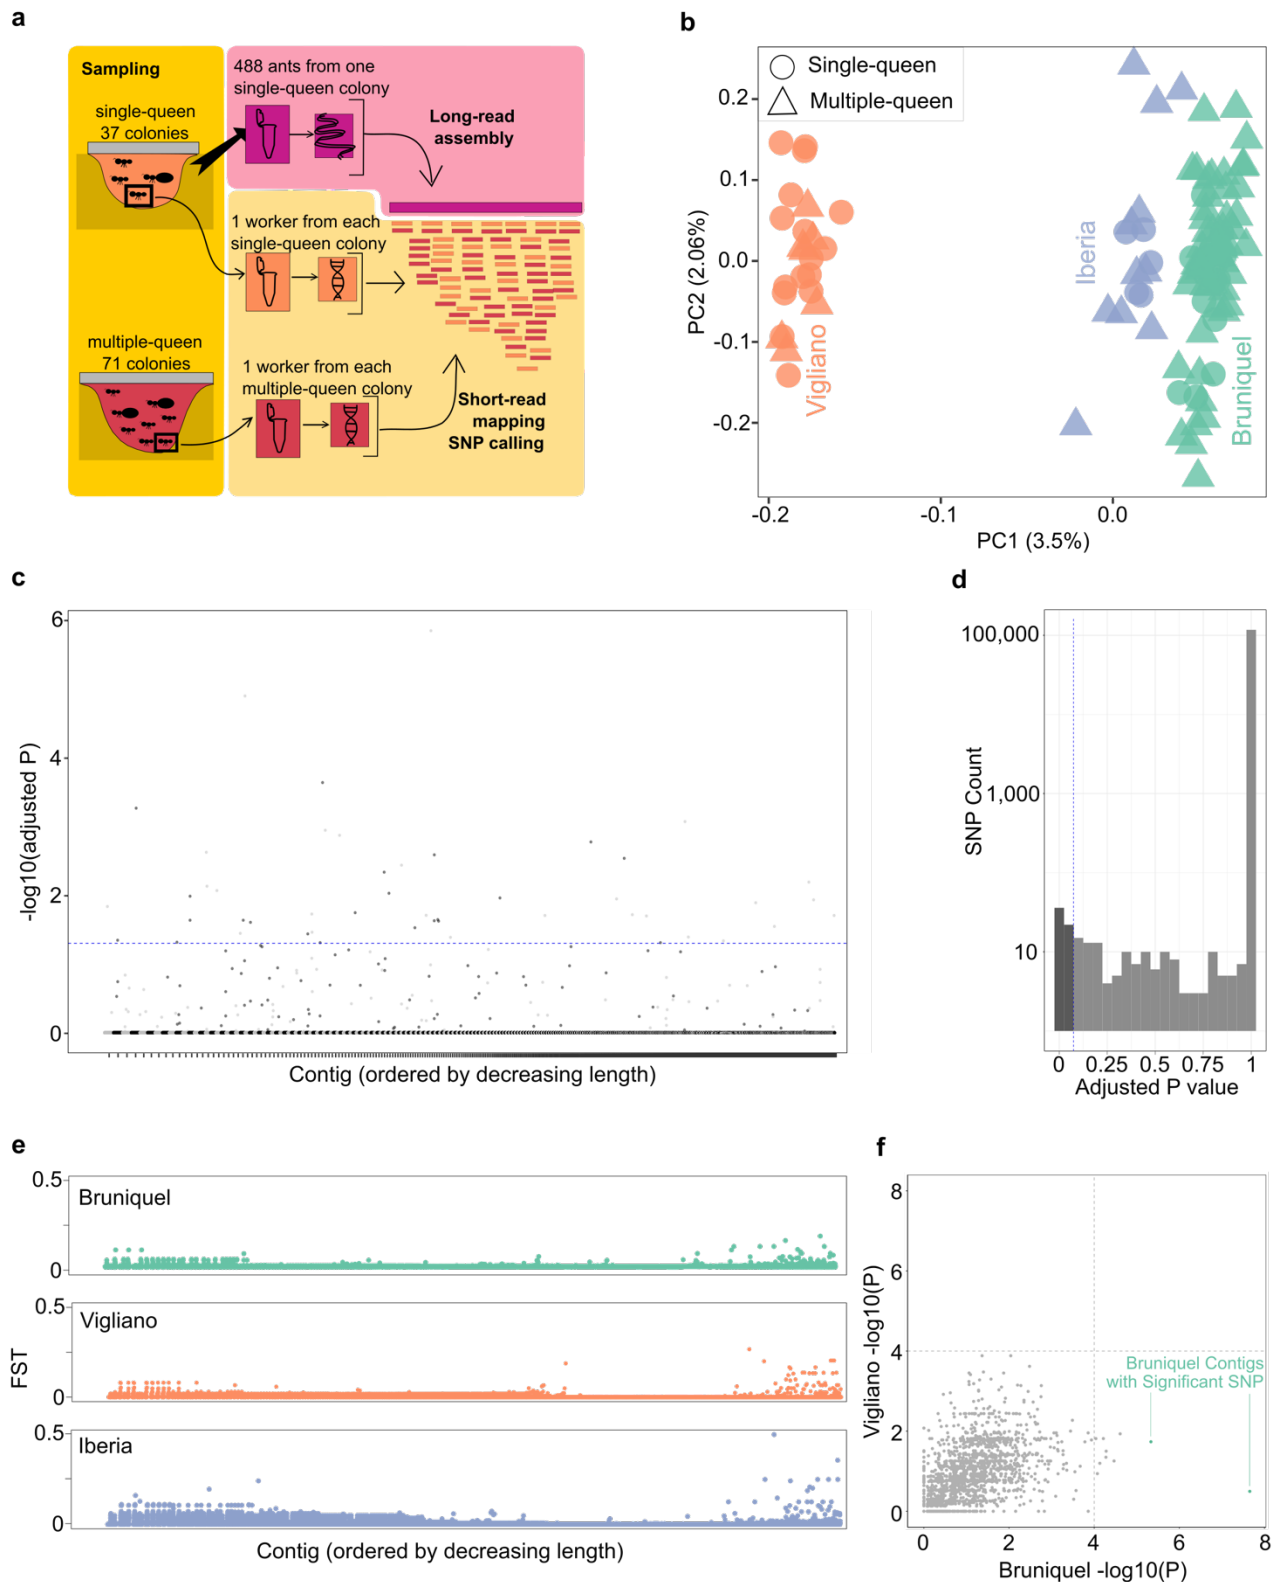 a
Sampling
single-queen
37 colonies
multiple-queen
71 colonies
488 ants from one
single-queen colony
Long-read
assembly
1 worker from each
single-queen colony
1 worker from each
multiple-queen colony
Short-read
mapping
SNP calling
b
Single-queen
Multiple-queen
Vigliano
Iberia
Bruniquel
PC2 (2.06%)
0.2
0.1
0.0
-0.1
-0.2
-0.2
-0.1
0.0
PC1 (3.5%)
c
-log10(adjusted P)
6
4
2
0
Contig (ordered by decreasing length)
d
SNP Count
100,000
1,000
10
0
0.25
0.5
0.75
1
Adjusted P value
e
FST
0.5
0
Bruniquel
0.5
0
Vigliano
0.5
0
Iberia
Contig (ordered by decreasing length)
f
Vigliano -log10(P)
8
6
4
2
0
Bruniquel Contigs
with Significant SNP
0
2
4
6
8
Bruniquel -log10(P)